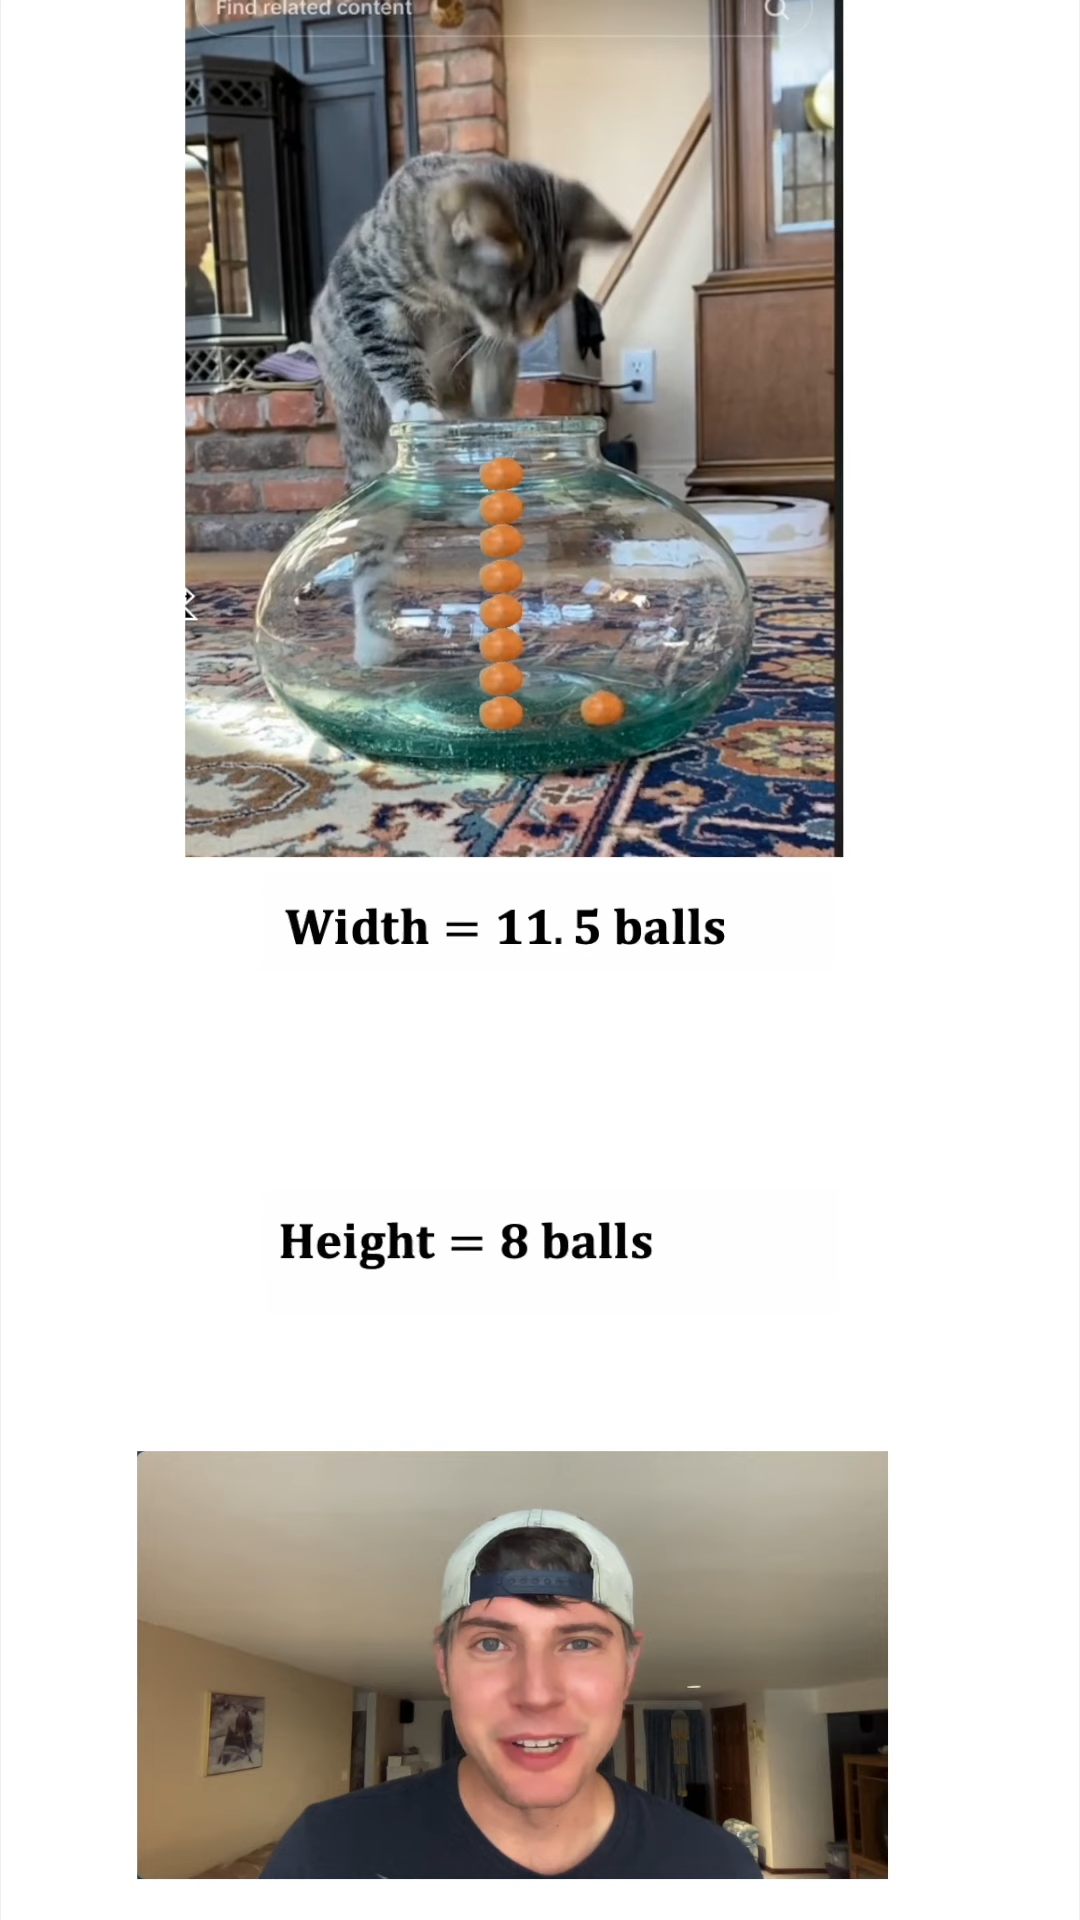 Find related content
Width = 11.5 balls
Height = 8 balls